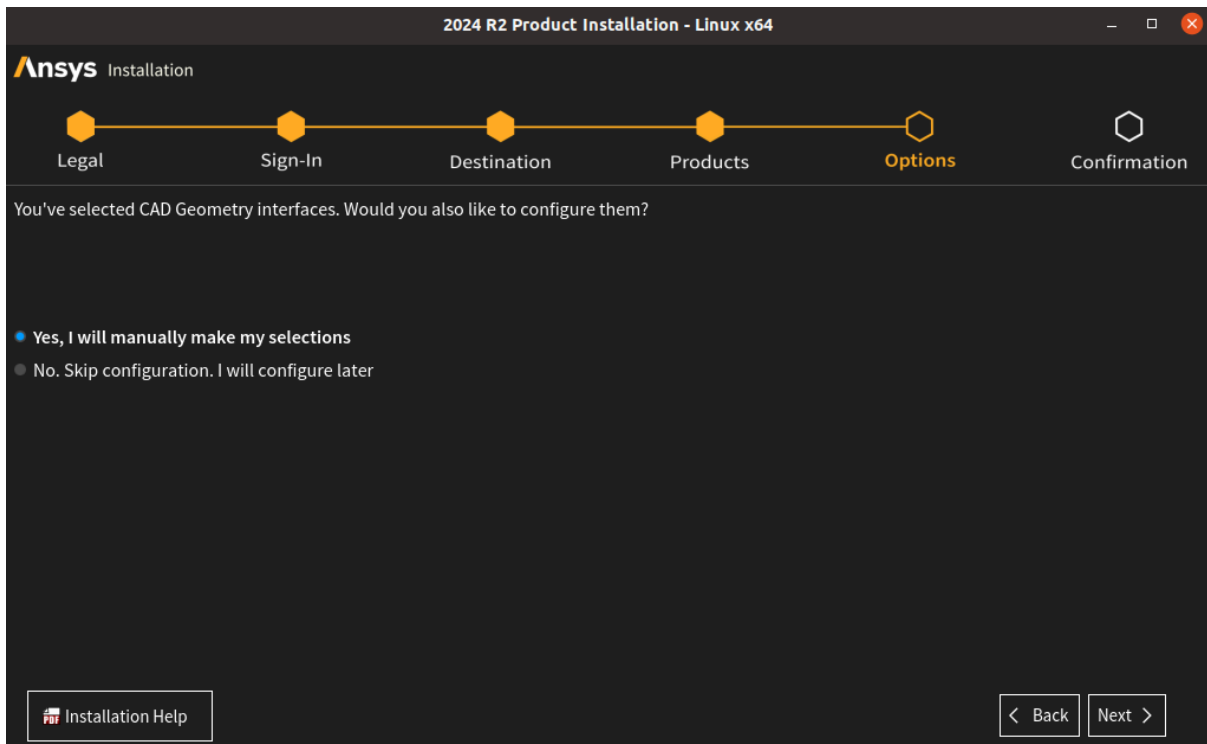 2024 R2 Product Installation - Linux x64
Ansys Installation
Legal Sign-In Destination Products Options Confirmation
You've selected CAD Geometry interfaces. Would you also like to configure them?
Yes, I will manually make my selections
No. Skip configuration. I will configure later
PDF Installation Help < Back Next >